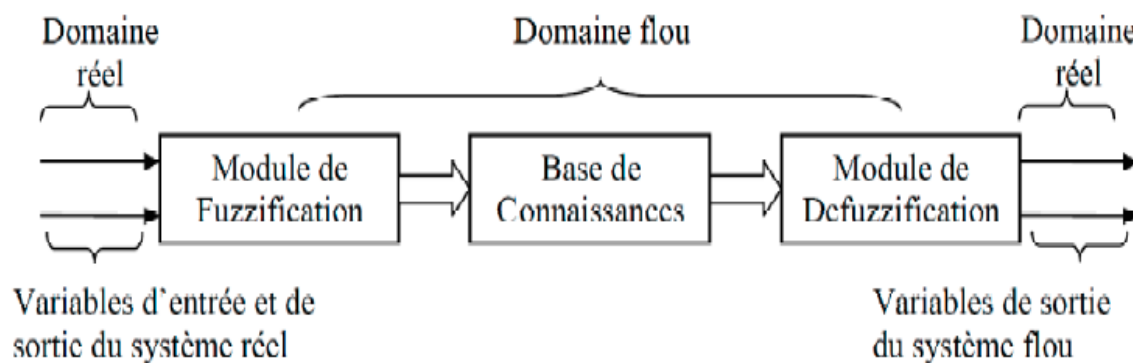 Domaine
réel
Domaine flou
Domaine
réel
Module de
Fuzzification
Base de
Connaissances
Module de
Defuzzification
Variables d'entrée et de
sortie du système réel
Variables de sortie
du système flou